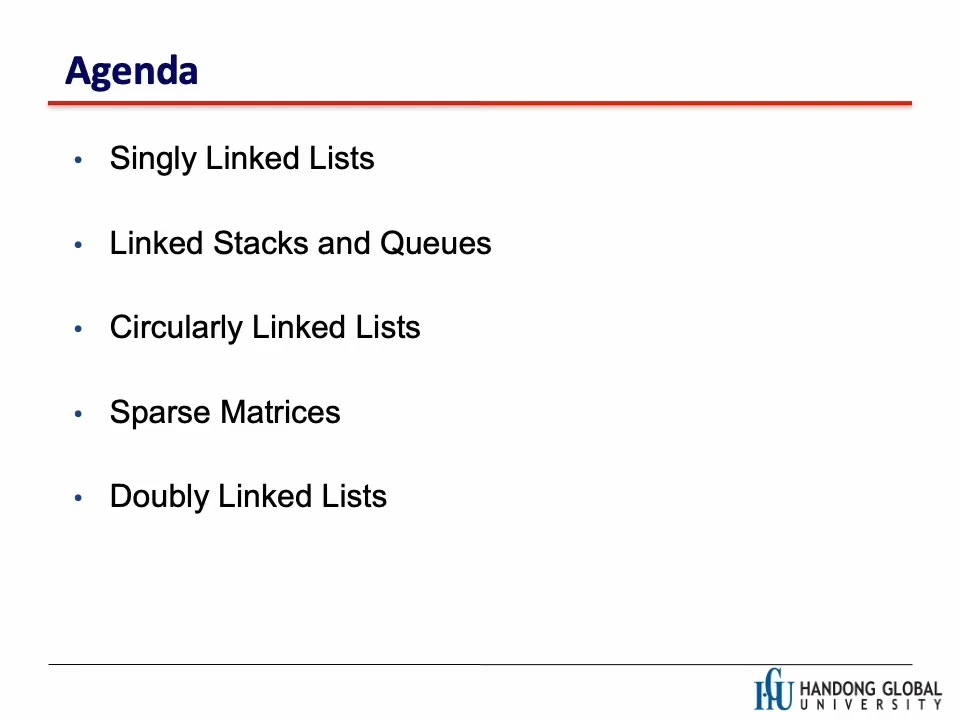 Agenda
• Singly Linked Lists
• Linked Stacks and Queues
• Circularly Linked Lists
• Sparse Matrices
• Doubly Linked Lists
HGU HANDONG GLOBAL
UNIVERSITY